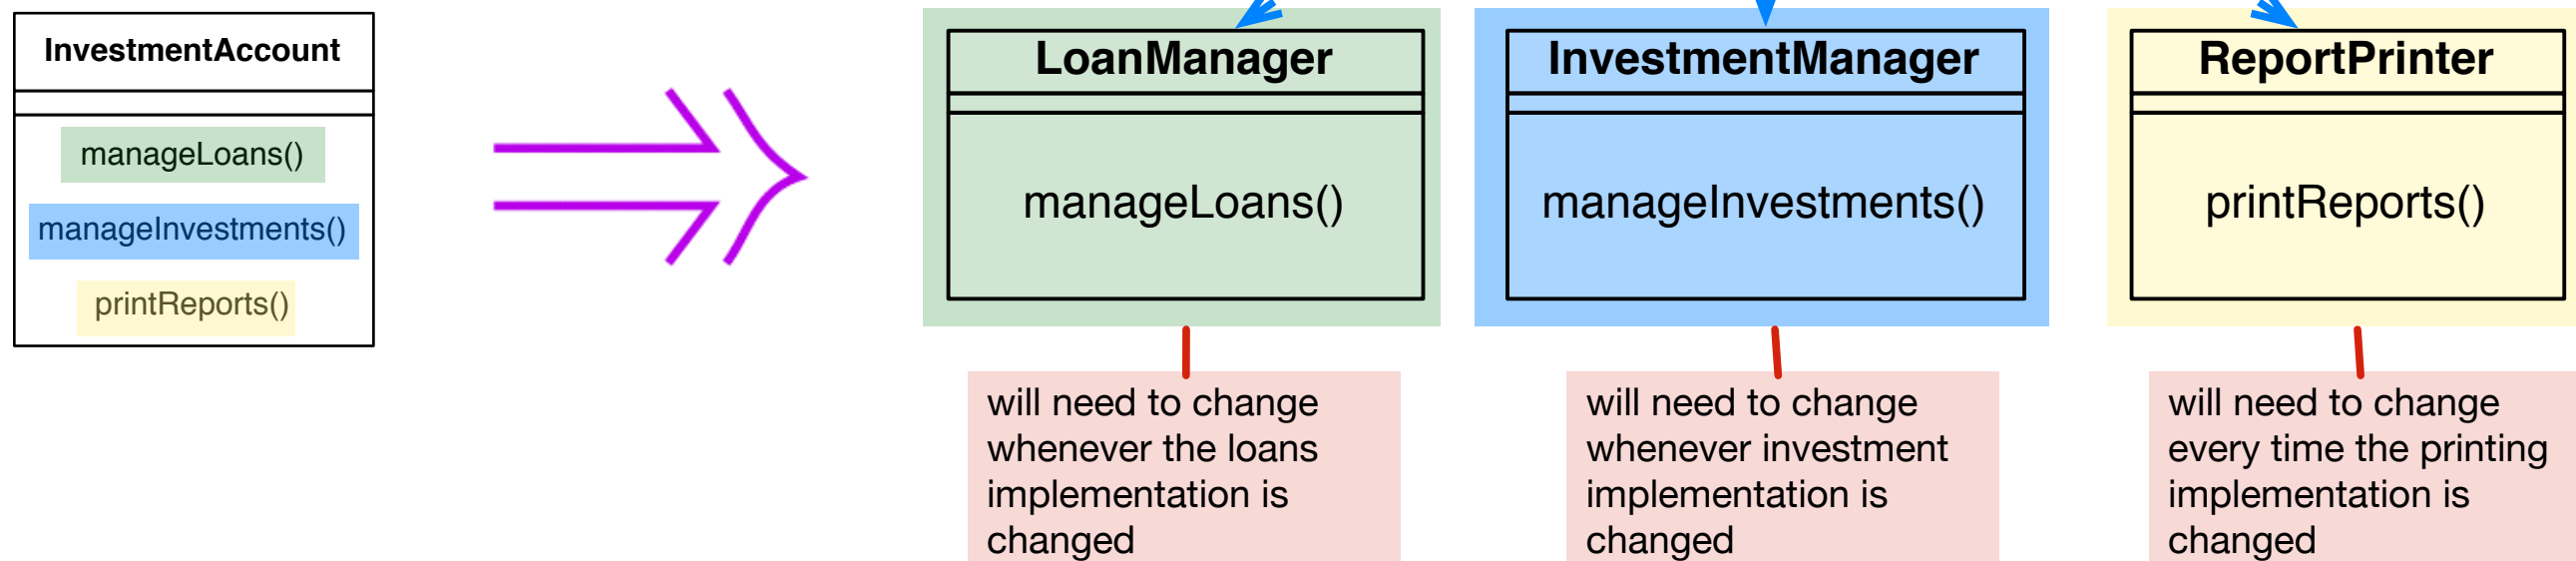 InvestmentAccount
manageLoans()
manageInvestments()
printReports()
LoanManager
manageLoans()
will need to change
whenever the loans
implementation is
changed
InvestmentManager
manageInvestments()
will need to change
whenever investment
implementation is
changed
ReportPrinter
printReports()
will need to change
every time the printing
implementation is
changed